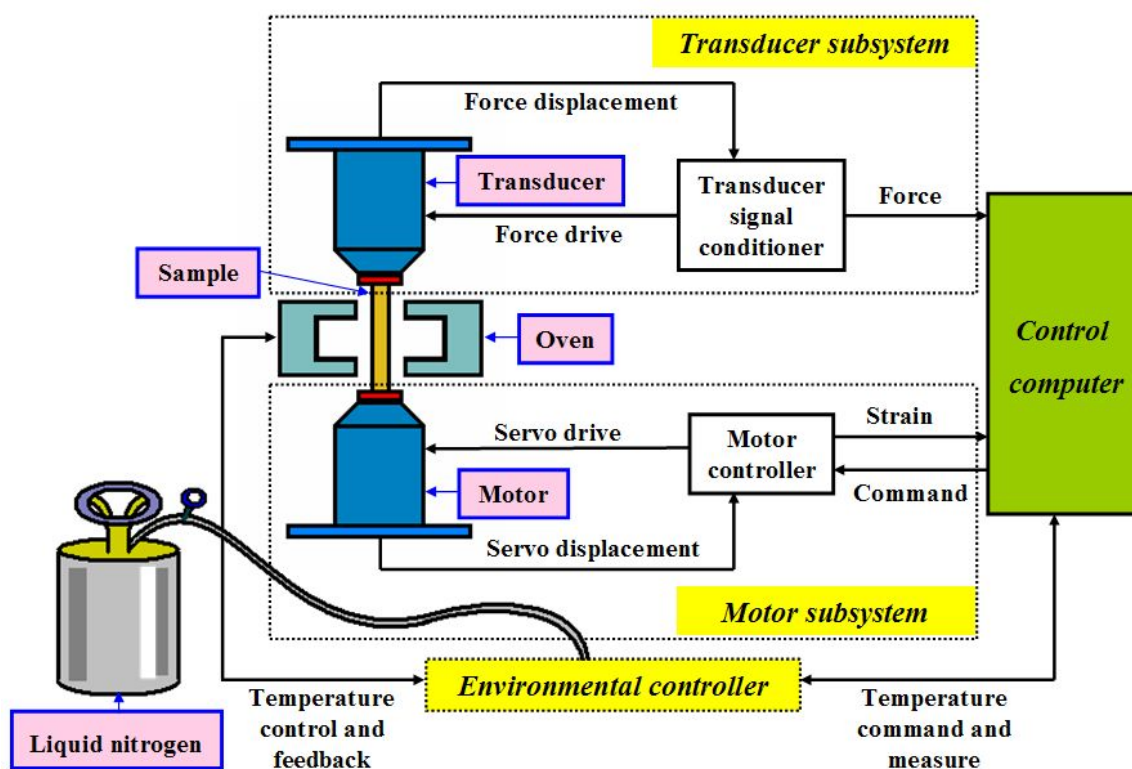 Transducer subsystem
Force displacement
Transducer
Transducer
signal
conditioner
Force
Force drive
Sample
Oven
Control
computer
Servo drive
Motor
controller
Strain
Command
Motor
Servo displacement
Motor subsystem
Environmental controller
Temperature
control and
feedback
Temperature
command and
measure
Liquid nitrogen